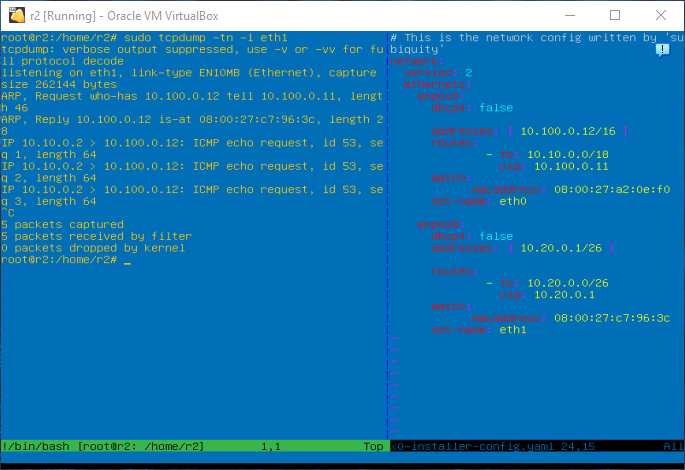 r2 [Running] - Oracle VM VirtualBox
root@r2:/home/r2# sudo tcpdump -tn -i eth1
tcpdump: verbose output suppressed, use -v or -vv for fu
ll protocol decode
listening on eth1, link-type EN10MB (Ethernet), capture
size 262144 bytes
ARP, Request who-has 10.100.0.12 tell 10.100.0.11, lengt
h 46
ARP, Reply 10.100.0.12 is-at 08:00:27:c7:96:3c, length 2
8
IP 10.10.0.2 > 10.100.0.12: ICMP echo request, id 53, se
q 1, length 64
IP 10.10.0.2 > 10.100.0.12: ICMP echo request, id 53, se
q 2, length 64
IP 10.10.0.2 > 10.100.0.12: ICMP echo request, id 53, se
q 3, length 64
^C
5 packets captured
5 packets received by filter
0 packets dropped by kernel
root@r2:/home/r2# _
!/bin/bash [root@r2: /home/r2] 1,1 Top
# This is the network config written by 'su
biquity'
network:
version: 2
ethernets:
dhcp4: false
addresses: [ 10.100.0.12/16 ]
routes:
- to: 10.10.0.0/18
via: 10.100.0.11
match:
macaddress: 08:00:27:a2:0e:f0
set-name: eth0
dhcp4: false
addresses: [ 10.20.0.1/26 ]
routes:
- to: 10.20.0.0/26
via: 10.20.0.1
match:
macaddress: 08:00:27:c7:96:3c
set-name: eth1
~
~
~
~
~
~
~
~
<0-installer-config.yaml 24,15 All